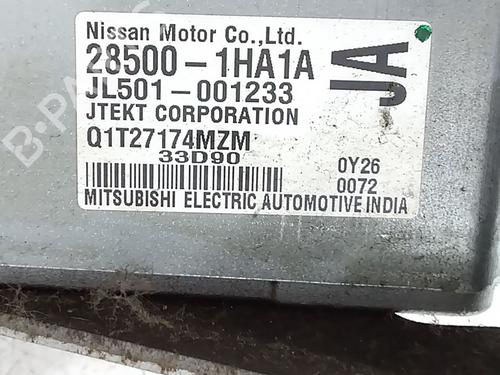 Nissan Motor Co.,Ltd.
28500-1HA1A
JL501-001233
JTEKT CORPORATION
Q1T27174MZM
33D90
0Y26
0072
MITSUBISHI ELECTRIC AUTOMOTIVE INDIA
JA
B-PARTS